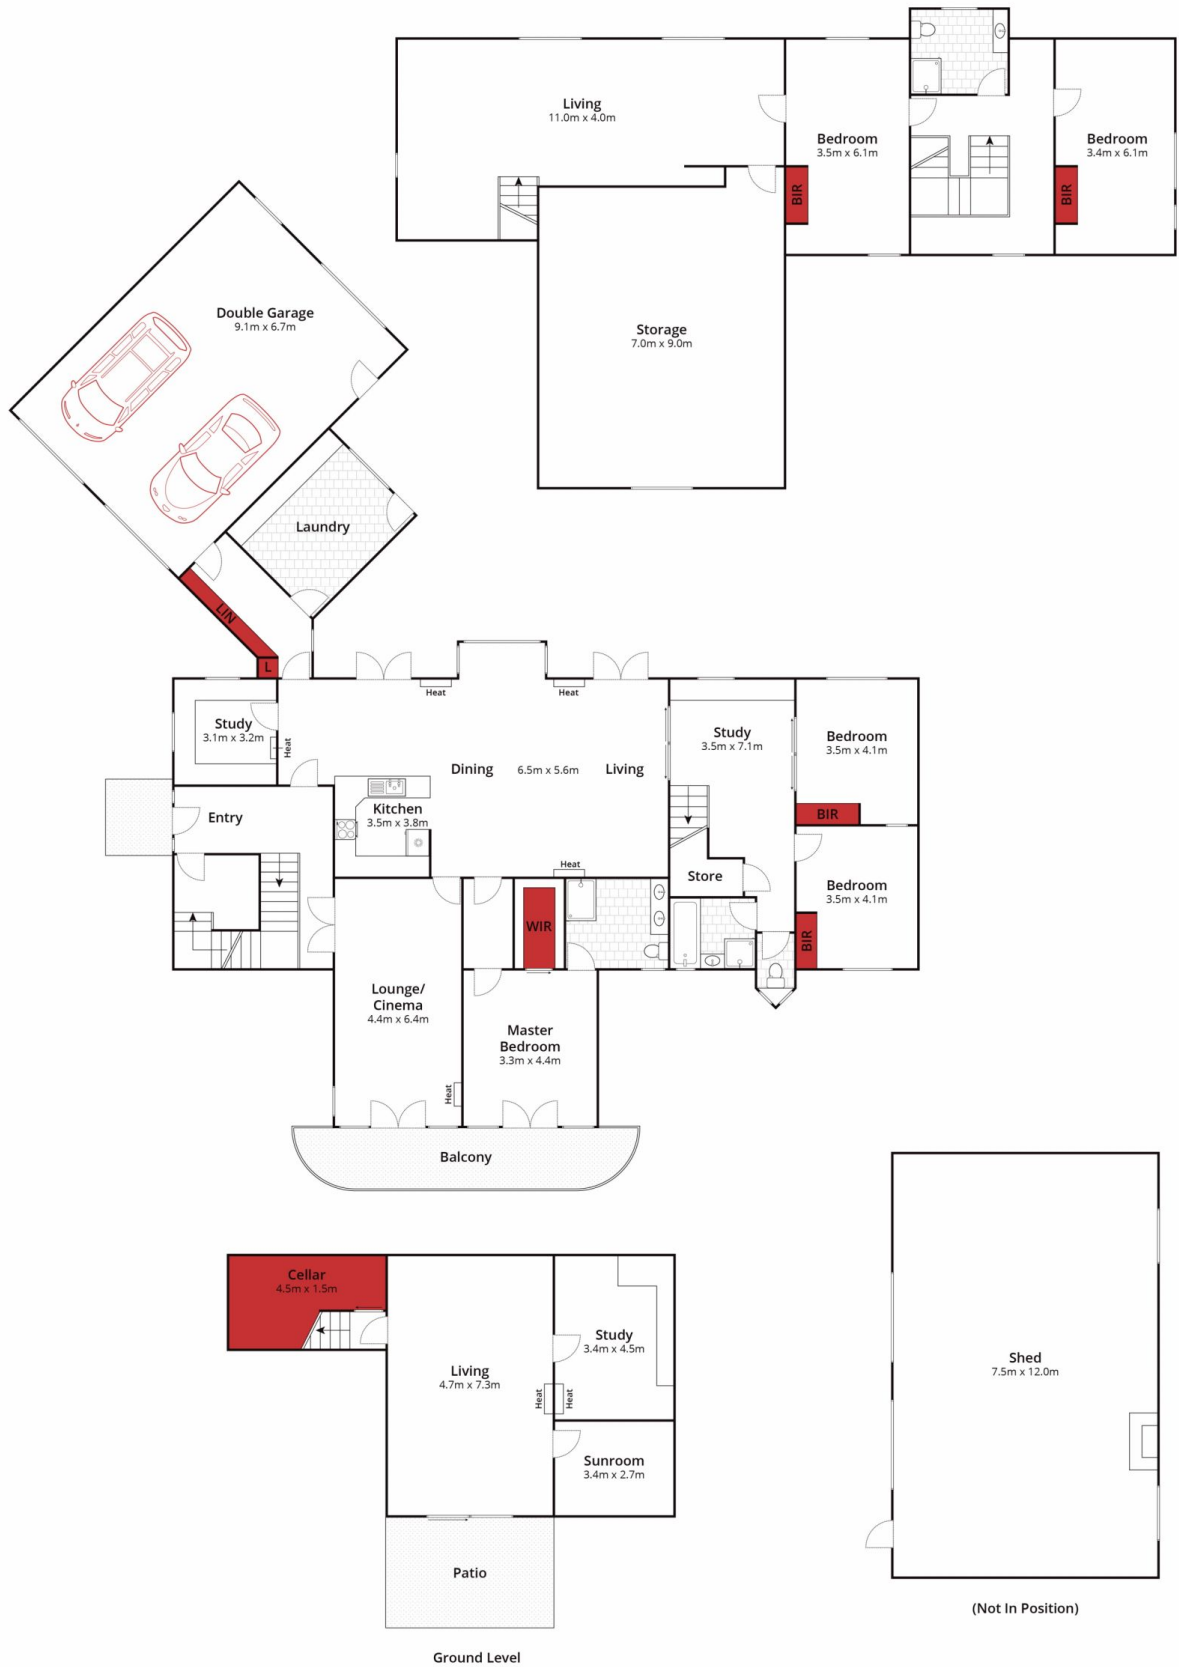 Living
11.0m x 4.0m
Bedroom
3.5m x 6.1m
Bedroom
3.4m x 6.1m
BIR
BIR
Storage
7.0m x 9.0m
Double Garage
9.1m x 6.7m
Laundry
LIN
L
Heat
Heat
Study
3.1m x 3.2m
Heat
Study
3.5m x 7.1m
Bedroom
3.5m x 4.1m
Dining
6.5m x 5.6m
Living
Kitchen
3.5m x 3.8m
Entry
BIR
Heat
Store
Bedroom
3.5m x 4.1m
WIR
BIR
Lounge/
Cinema
4.4m x 6.4m
Master
Bedroom
3.3m x 4.4m
Heat
Balcony
Cellar
4.5m x 1.5m
Study
3.4m x 4.5m
Living
4.7m x 7.3m
Heat
Heat
Sunroom
3.4m x 2.7m
Patio
Ground Level
Shed
7.5m x 12.0m
(Not In Position)